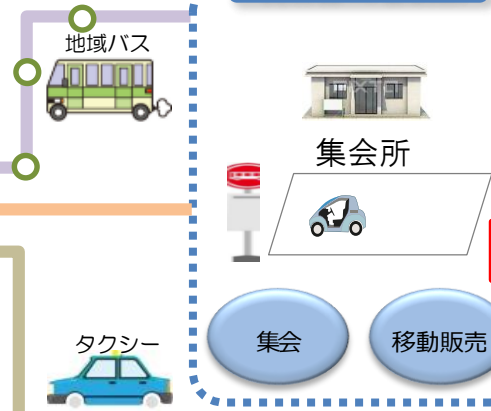 地域バス
集会所
集会
移動販売
タクシー